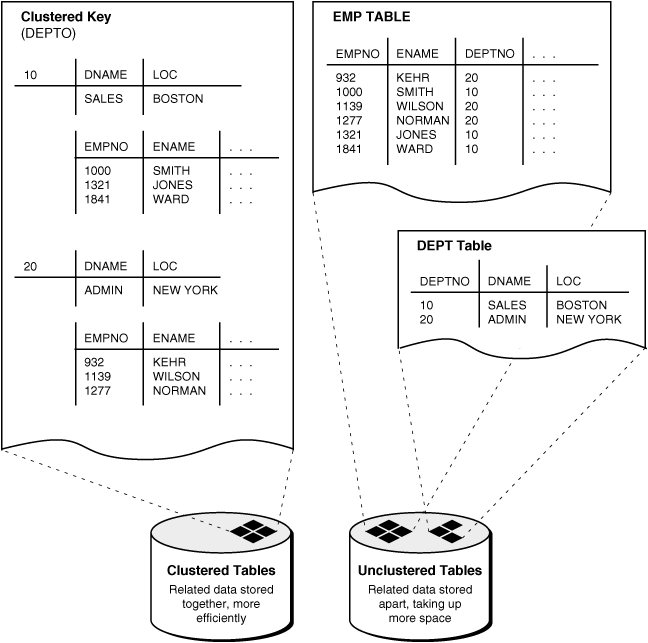 Clustered Key
(DEPTO)
10 DNAME LOC
SALES BOSTON
EMPNO ENAME . . .
1000 SMITH . . .
1321 JONES . . .
1841 WARD . . .
20 DNAME LOC
ADMIN NEW YORK
EMPNO ENAME . . .
932 KEHR . . .
1139 WILSON . . .
1277 NORMAN . . .
EMP TABLE
EMPNO ENAME DEPTNO . . .
932 KEHR 20 . . .
1000 SMITH 10 . . .
1139 WILSON 20 . . .
1277 NORMAN 20 . . .
1321 JONES 10 . . .
1841 WARD 10 . . .
DEPT Table
DEPTNO DNAME LOC
10 SALES BOSTON
20 ADMIN NEW YORK
Clustered Tables
Related data stored
together, more
efficiently
Unclustered Tables
Related data stored
apart, taking up
more space